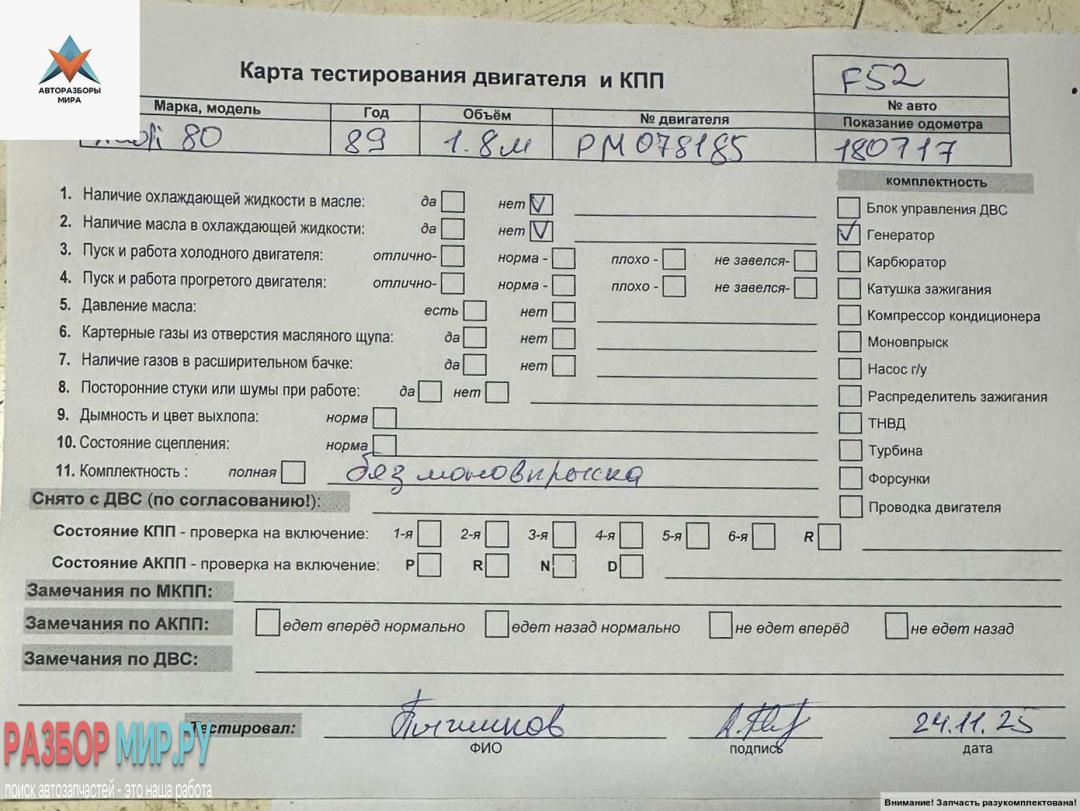 АВТОРАЗБОРЫ
МИРА
Карта тестирования двигателя и КПП
F52
№ авто
Марка, модель Год Объём № двигателя Показание одометра
80 89 1.8м РМ078185 180717
комплектность
1. Наличие охлаждающей жидкости в масле: да нет
Блок управления ДВС
2. Наличие масла в охлаждающей жидкости: да нет
Генератор
3. Пуск и работа холодного двигателя: отлично- норма - плохо - не завелся-
Карбюратор
4. Пуск и работа прогретого двигателя: отлично- норма - плохо - не завелся-
Катушка зажигания
5. Давление масла: есть нет
Компрессор кондиционера
6. Картерные газы из отверстия масляного щупа: да нет
Моновпрыск
7. Наличие газов в расширительном бачке: да нет
Насос г/у
8. Посторонние стуки или шумы при работе: да нет
Распределитель зажигания
9. Дымность и цвет выхлопа: норма
ТНВД
10. Состояние сцепления: норма
Турбина
11. Комплектность : полная без моновпрыска
Форсунки
Снято с ДВС (по согласованию!):
Проводка двигателя
Состояние КПП - проверка на включение: 1-я 2-я 3-я 4-я 5-я 6-я R
Состояние АКПП - проверка на включение: P R N D
Замечания по МКПП:
Замечания по АКПП: едет вперёд нормально едет назад нормально не едет вперёд не едет назад
Замечания по ДВС:
Тестировал: 24.11.25
ФИО подпись дата
РАЗБОРМИР.РУ
поиск автозапчастей - это наша работа
Внимание! Запчасть разукомплектована!